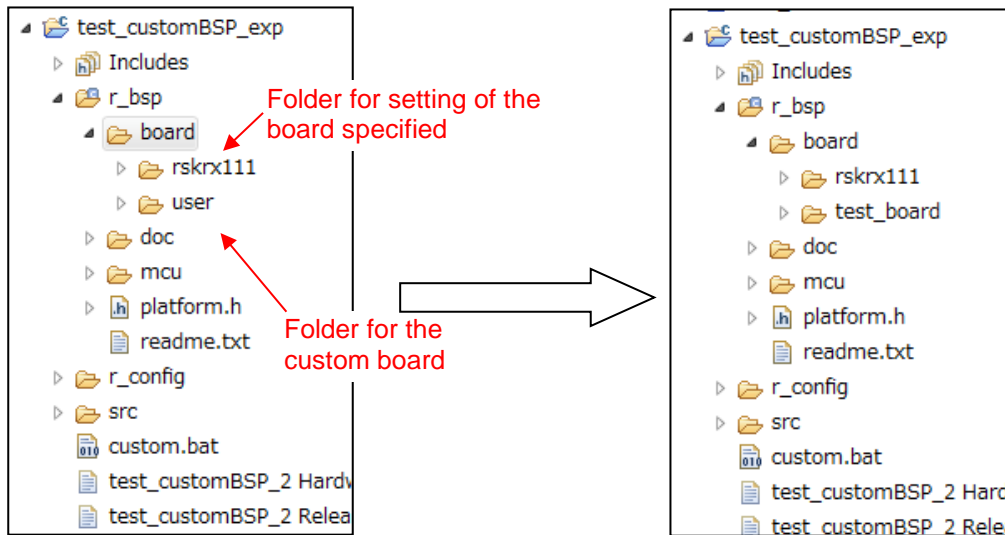 test_customBSP_exp
Includes
r_bsp
board
rskrx111
user
doc
mcu
platform.h
readme.txt
r_config
src
custom.bat
test_customBSP_2 Hardw
test_customBSP_2 Relea
Folder for setting of the
board specified
Folder for the
custom board
test_customBSP_exp
Includes
r_bsp
board
rskrx111
test_board
doc
mcu
platform.h
readme.txt
r_config
src
custom.bat
test_customBSP_2 Hard
test_customBSP_2 Rele